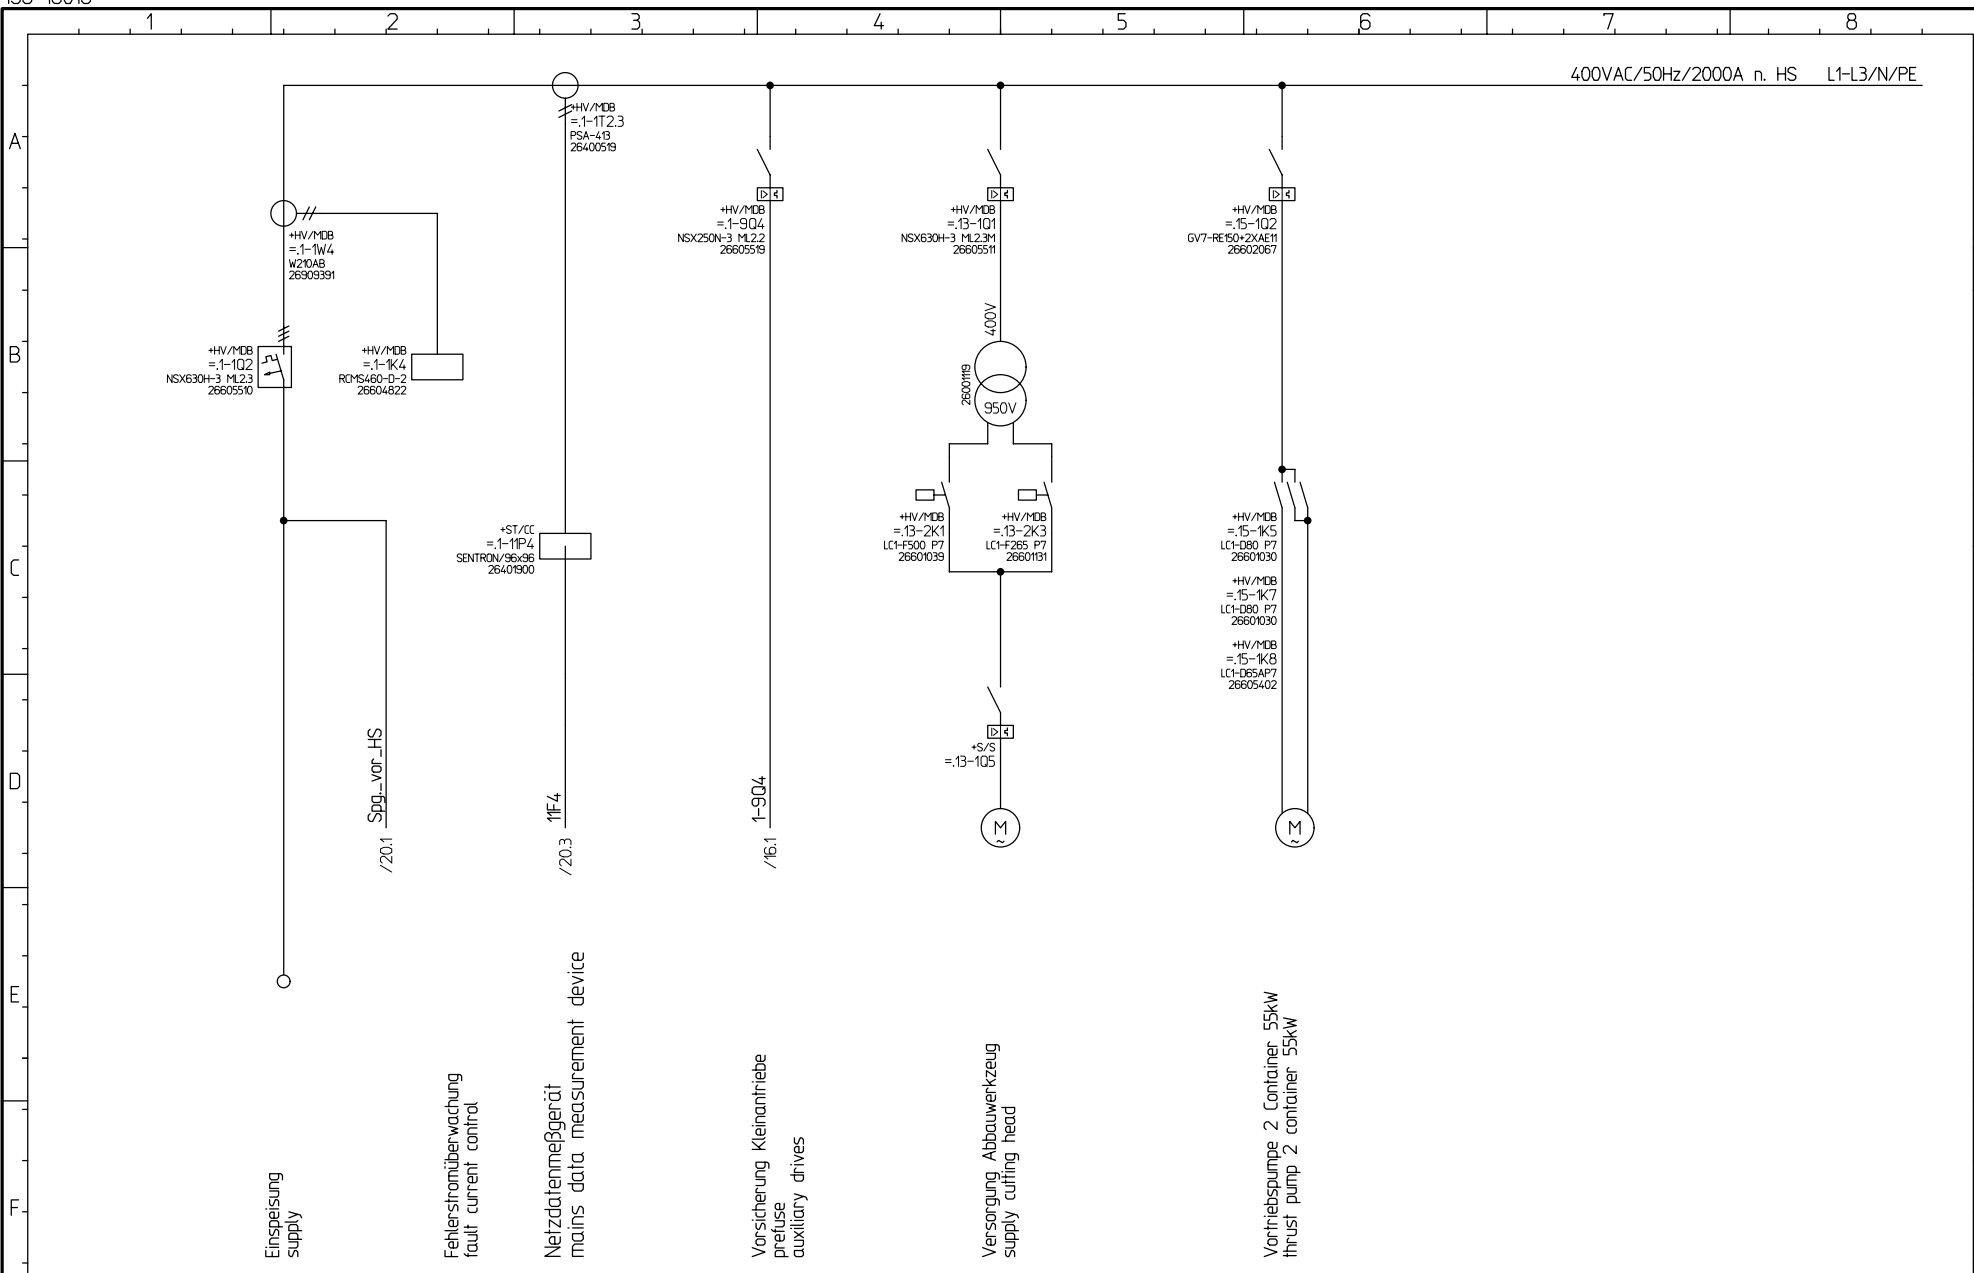 1
2
3
4
5
6
7
8
400VAC/50Hz/2000A n. HS L1-L3/N/PE
A
B
C
D
E
F
+HV/MDB
=.1-1T2.3
PSA-413
26400519
+HV/MDB
=.1-1W4
W210AB
26909391
+HV/MDB
=.1-9Q4
NSX250N-3 ML2.2
26605519
+HV/MDB
=.13-1Q1
NSX630H-3 ML2.3M
26605511
+HV/MDB
=.15-1Q2
GV7-RE150+2XAE11
26602067
+HV/MDB
=.1-1Q2
NSX630H-3 ML2.3
26605510
+HV/MDB
=.1-1K4
RCMS460-D-2
26604822
400V
26001119
950V
+ST/CC
=.1-11P4
SENTRON/96x96
26401900
+HV/MDB
=.13-2K1
LC1-F500 P7
26601039
+HV/MDB
=.13-2K3
LC1-F265 P7
26601131
+HV/MDB
=.15-1K5
LC1-D80 P7
26601030
+HV/MDB
=.15-1K7
LC1-D80 P7
26601030
+HV/MDB
=.15-1K8
LC1-D65AP7
26605402
+S/S
=.13-1Q5
Spg._vor_HS
/20.1
11F4
/20.3
1-9Q4
/16.1
M
~
M
~
Einspeisung
supply
Fehlerstromüberwachung
fault current control
Netzdatenmeßgerät
mains data measurement device
Vorsicherung Kleinantriebe
prefuse
auxiliary drives
Versorgung Abbauwerkzeug
supply cutting head
Vortriebspumpe 2 Container 55kW
thrust pump 2 container 55kW